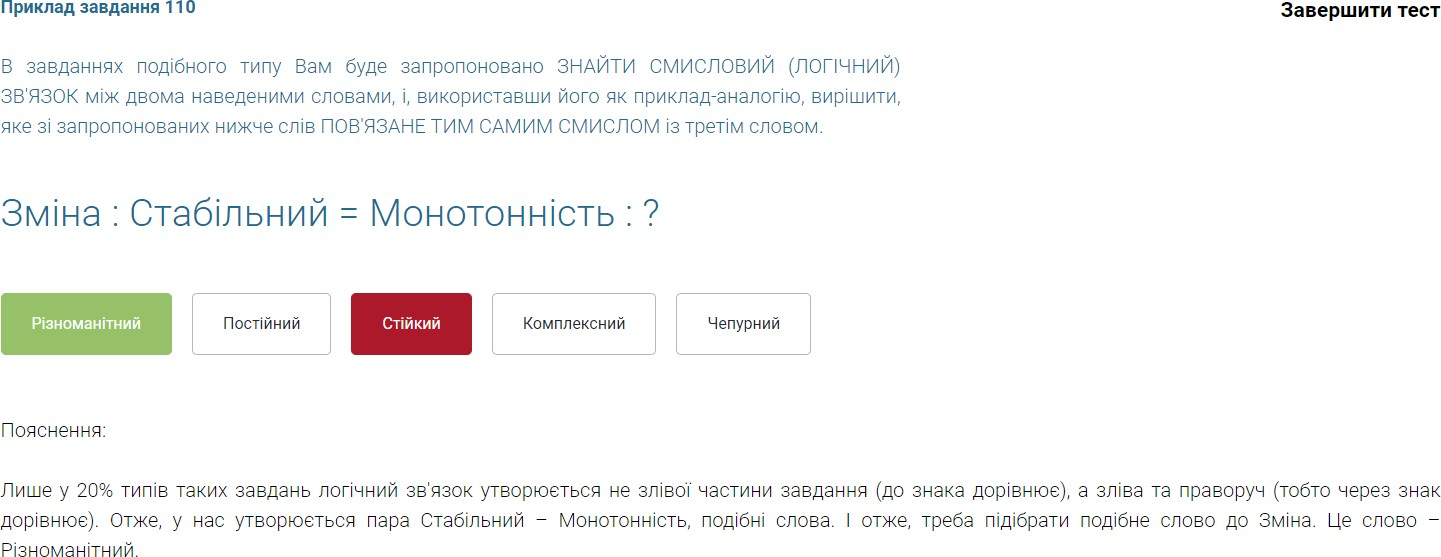 Приклад завдання 110
Завершити тест
В завданнях подібного типу Вам буде запропоновано ЗНАЙТИ СМИСЛОВИЙ (ЛОГІЧНИЙ)
ЗВ'ЯЗОК між двома наведеними словами, і, використавши його як приклад-аналогію, вирішити,
яке зі запропонованих нижче слів ПОВ'ЯЗАНЕ ТИМ САМИМ СМИСЛОМ із третім словом.
Зміна : Стабільний = Монотонність : ?
Різноманітний
Постійний
Стійкий
Комплексний
Чепурний
Пояснення:
Лише у 20% типів таких завдань логічний зв'язок утворюється не злівої частини завдання (до знака дорівнює), а зліва та праворуч (тобто через знак
дорівнює). Отже, у нас утворюється пара Стабільний – Монотонність, подібні слова. І отже, треба підібрати подібне слово до Зміна. Це слово –
Різноманітний.